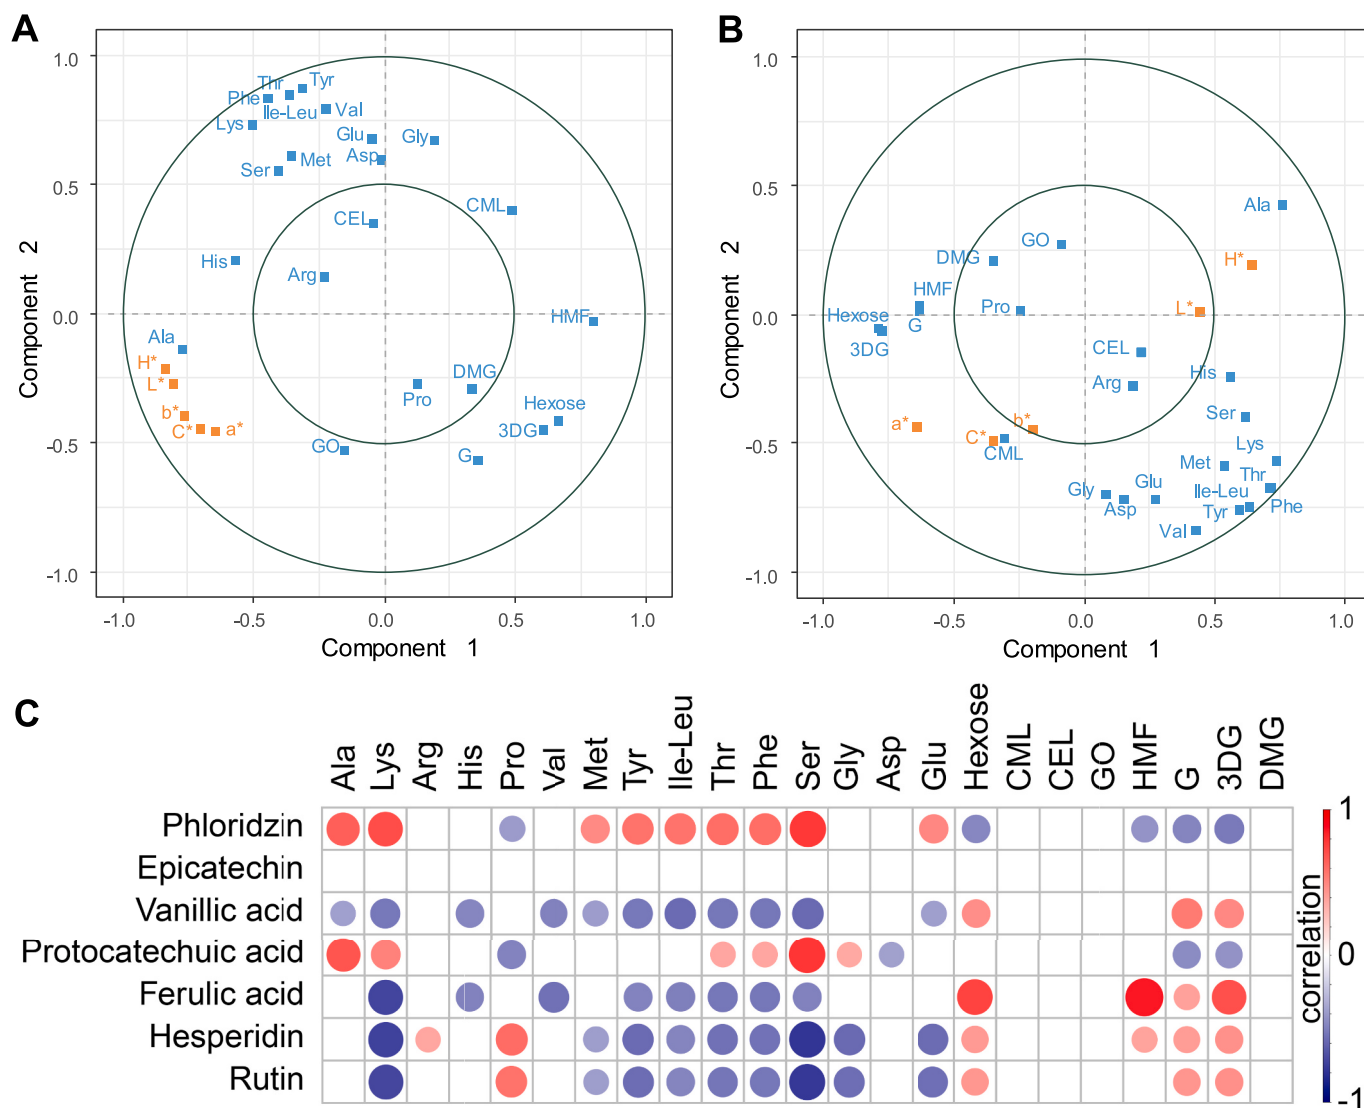 A
B
1.0
0.5
0.0
-0.5
-1.0
Component 2
-1.0 -0.5 0.0 0.5 1.0
Component 1
Thr Tyr
Phe
Ile-Leu Val
Lys
Glu Gly
Asp
Met
Ser
CML
CEL
His
Arg
HMF
Ala
H*
L*
DMG
b*
Pro
Hexose
C* a*
3DG
GO
G
1.0
0.5
0.0
-0.5
-1.0
Component 2
-1.0 -0.5 0.0 0.5 1.0
Component 1
Ala
GO
DMG
H*
HMF
Pro
L*
Hexose
G
3DG
CEL
His
Arg
Ser
a*
b*
C*
CML
Lys
Met
Thr
Gly
Glu
Ile-Leu
Asp
Tyr
Phe
Val
C
Ala Lys Arg His Pro Val Met Tyr Ile-Leu Thr Phe Ser Gly Asp Glu Hexose CML CEL GO HMF G 3DG DMG
Phloridzin
Epicatechin
Vanillic acid
Protocatechuic acid
Ferulic acid
Hesperidin
Rutin
1
0
-1
correlation